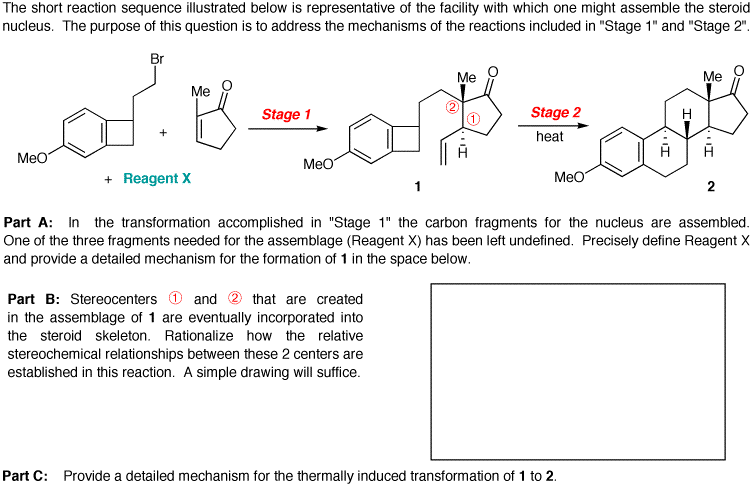 The short reaction sequence illustrated below is representative of the facility with which one might assemble the steroid
nucleus. The purpose of this question is to address the mechanisms of the reactions included in "Stage 1" and "Stage 2".
Br
Me
O
Stage 1
MeO
+
+ Reagent X
Me
O
②
①
H
MeO
1
Stage 2
heat
Me
O
H
H
H
MeO
2
Part A: In the transformation accomplished in "Stage 1" the carbon fragments for the nucleus are assembled.
One of the three fragments needed for the assemblage (Reagent X) has been left undefined. Precisely define Reagent X
and provide a detailed mechanism for the formation of 1 in the space below.
Part B: Stereocenters ① and ② that are created
in the assemblage of 1 are eventually incorporated into
the steroid skeleton. Rationalize how the relative
stereochemical relationships between these 2 centers are
established in this reaction. A simple drawing will suffice.
Part C: Provide a detailed mechanism for the thermally induced transformation of 1 to 2.